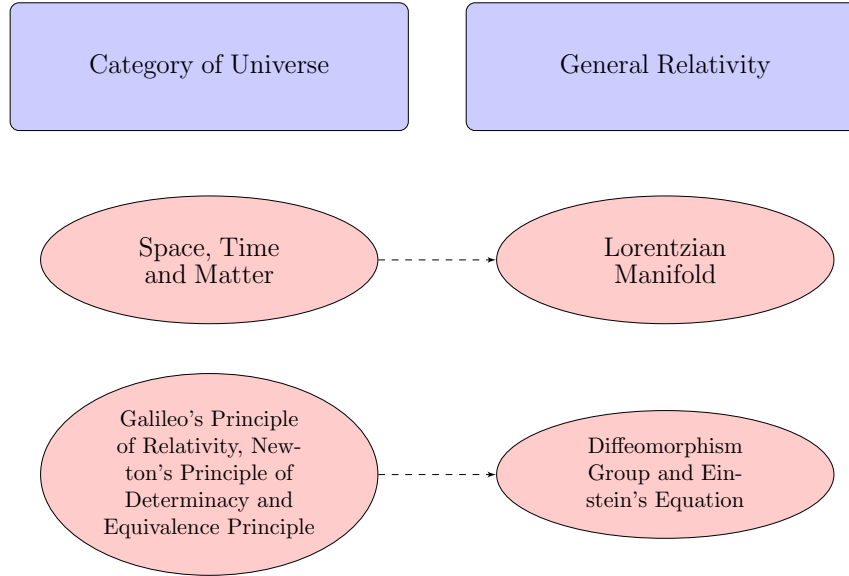 Category of Universe
General Relativity
Space, Time
and Matter
Lorentzian
Manifold
Galileo's Principle
of Relativity, New-
ton's Principle of
Determinacy and
Equivalence Principle
Diffeomorphism
Group and Ein-
stein's Equation